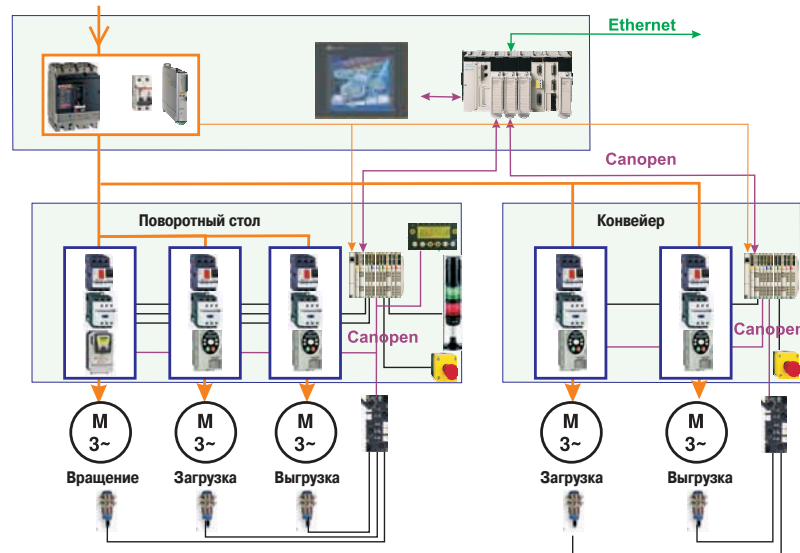 Ethernet
Canopen
Поворотный стол
Конвейер
Canopen
Canopen
M
3~
M
3~
M
3~
M
3~
M
3~
Вращение
Загрузка
Выгрузка
Загрузка
Выгрузка